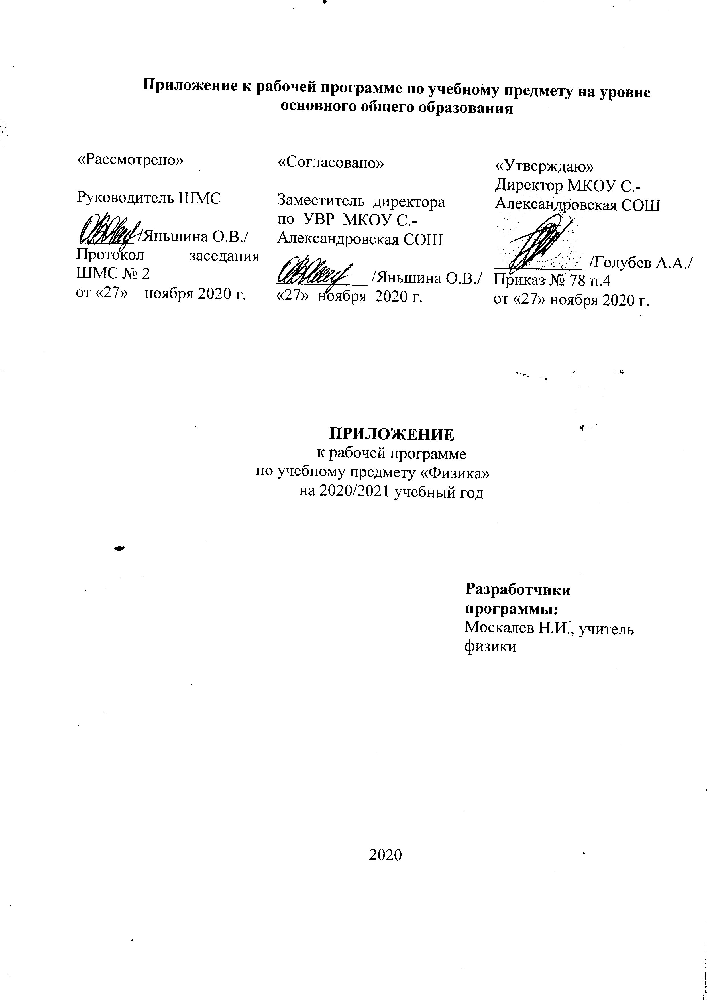 Приложение к рабочей программе по учебному предмету на уровне
основного общего образования
«Рассмотрено»
Руководитель ШМС
/Яньшина О.В./
Протокол заседания
ШМС № 2
от «27» ноября 2020 г.
«Согласовано»
Заместитель директора
по УВР МКОУ С.-
Александровская СОШ
/Яньшина О.В./
«27» ноября 2020 г.
«Утверждаю»
Директор МКОУ С.-
Александровская СОШ
/Голубев А.А./
Приказ № 78 п.4
от «27» ноября 2020 г.
ПРИЛОЖЕНИЕ
к рабочей программе
по учебному предмету «Физика»
на 2020/2021 учебный год
Разработчики
программы:
Москалев Н.И., учитель
физики
2020